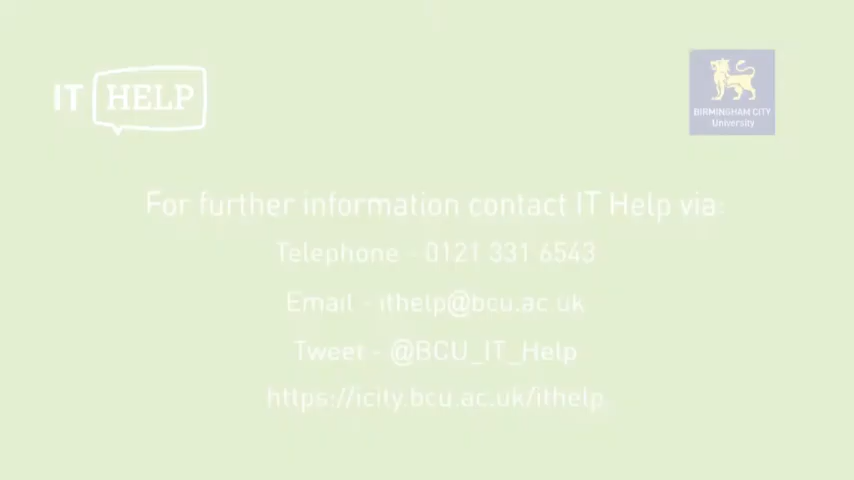 IT HELP
BIRMINGHAM CITY
University
For further information contact IT Help via:
Telephone - 0121 331 6543
Email - ithelp@bcu.ac.uk
Tweet - @BCU_IT_Help
https://icity.bcu.ac.uk/ithelp